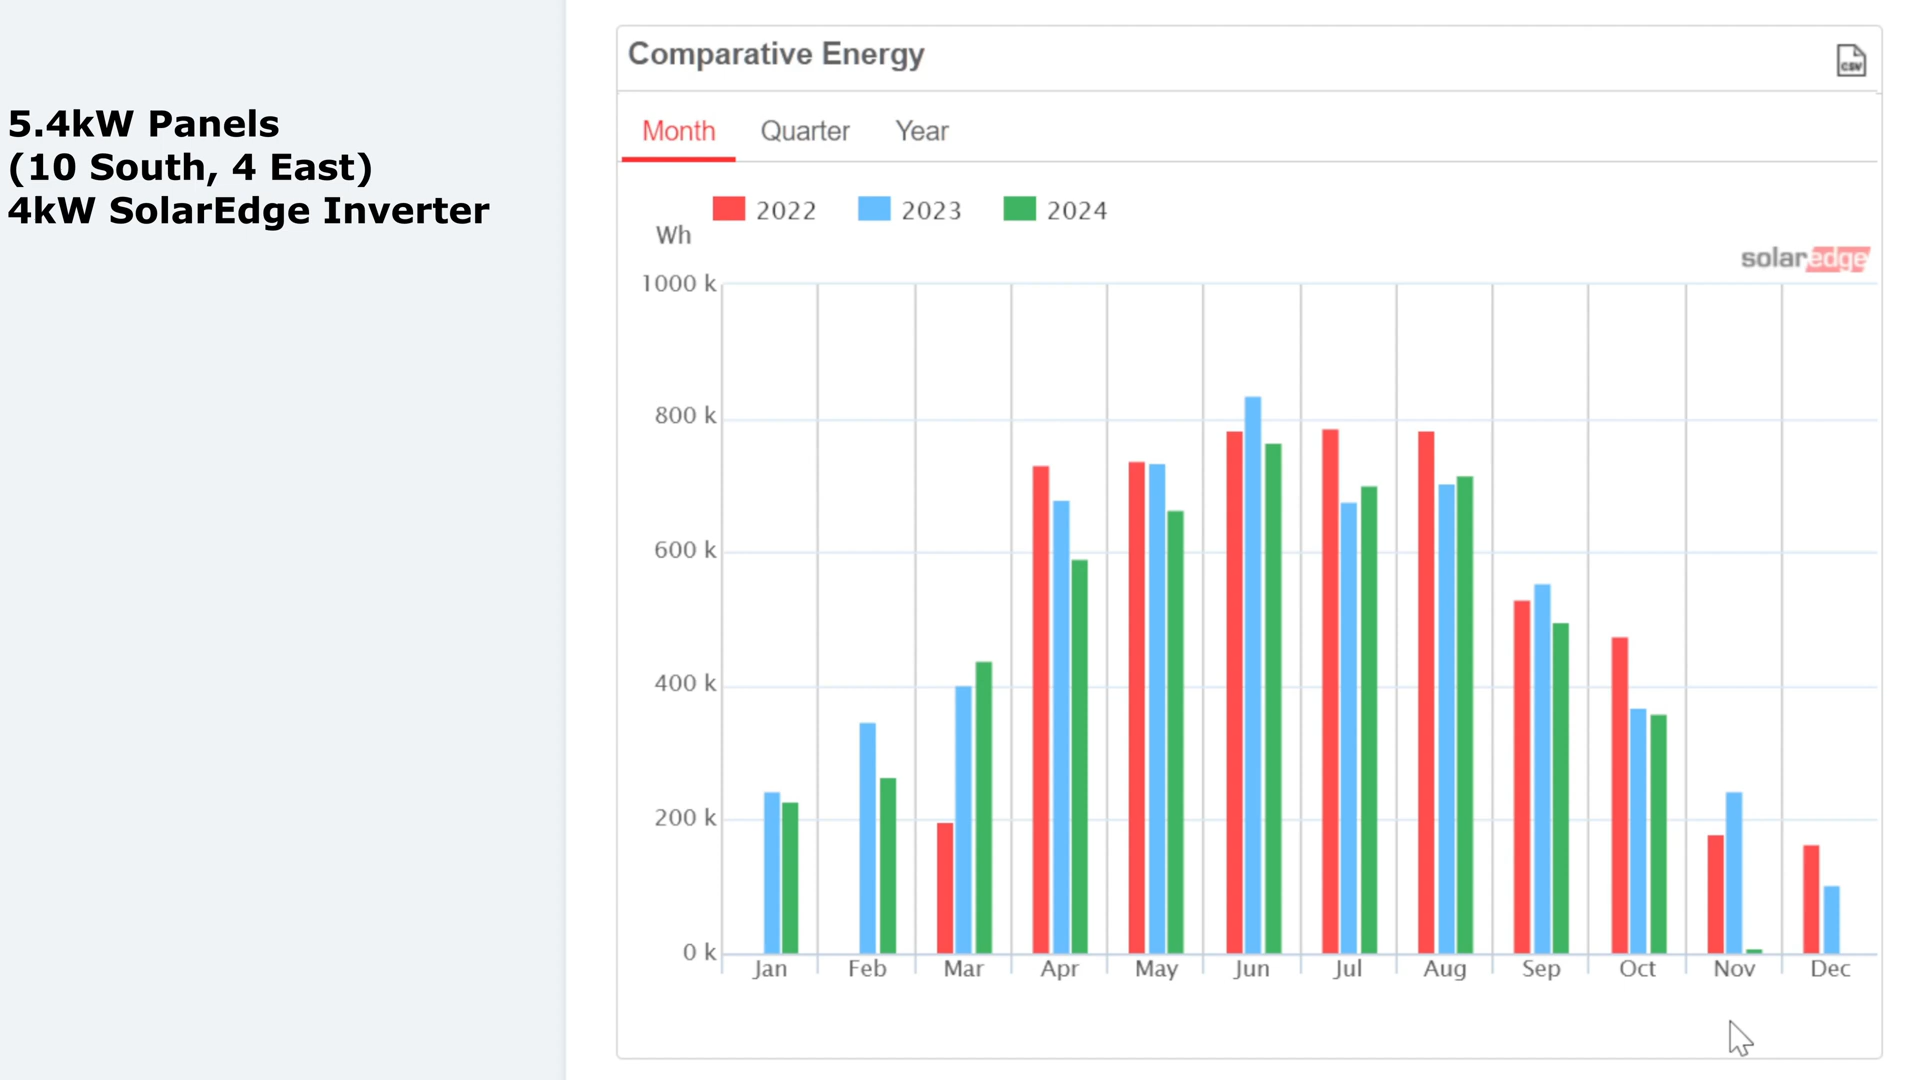 5.4kW Panels
(10 South, 4 East)
4kW SolarEdge Inverter
Comparative Energy
CSV
Month Quarter Year
2022 2023 2024
Wh
solaredge
1000 k
800 k
600 k
400 k
200 k
0 k
Jan Feb Mar Apr May Jun Jul Aug Sep Oct Nov Dec